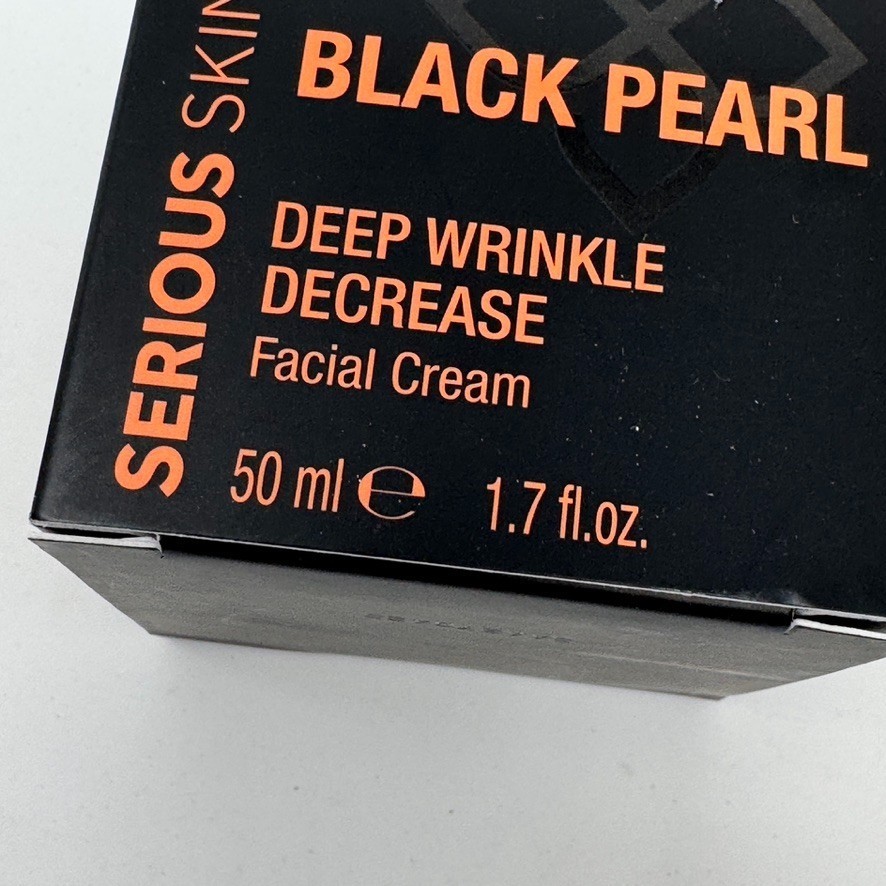 SERIOUS SKIN
BLACK PEARL
DEEP WRINKLE
DECREASE
Facial Cream
50 ml ℮ 1.7 fl.oz.